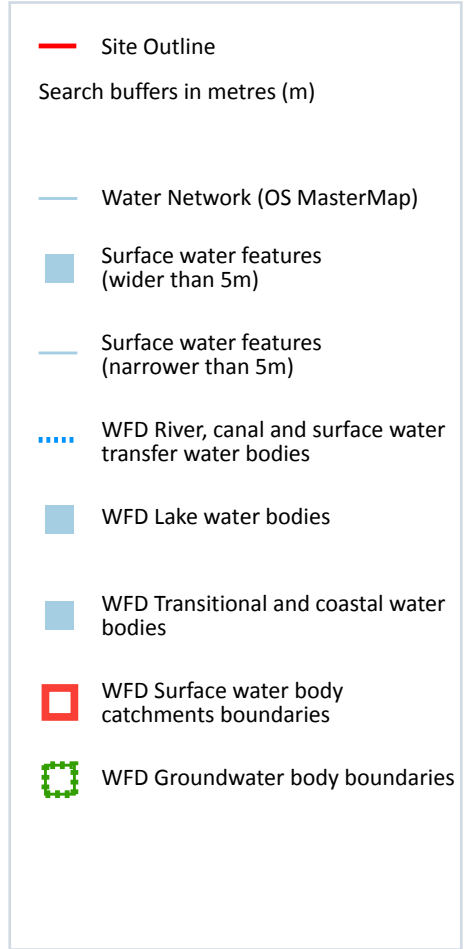 Site Outline
Search buffers in metres (m)
Water Network (OS MasterMap)
Surface water features
(wider than 5m)
Surface water features
(narrower than 5m)
WFD River, canal and surface water
transfer water bodies
WFD Lake water bodies
WFD Transitional and coastal water
bodies
WFD Surface water body
catchments boundaries
WFD Groundwater body boundaries